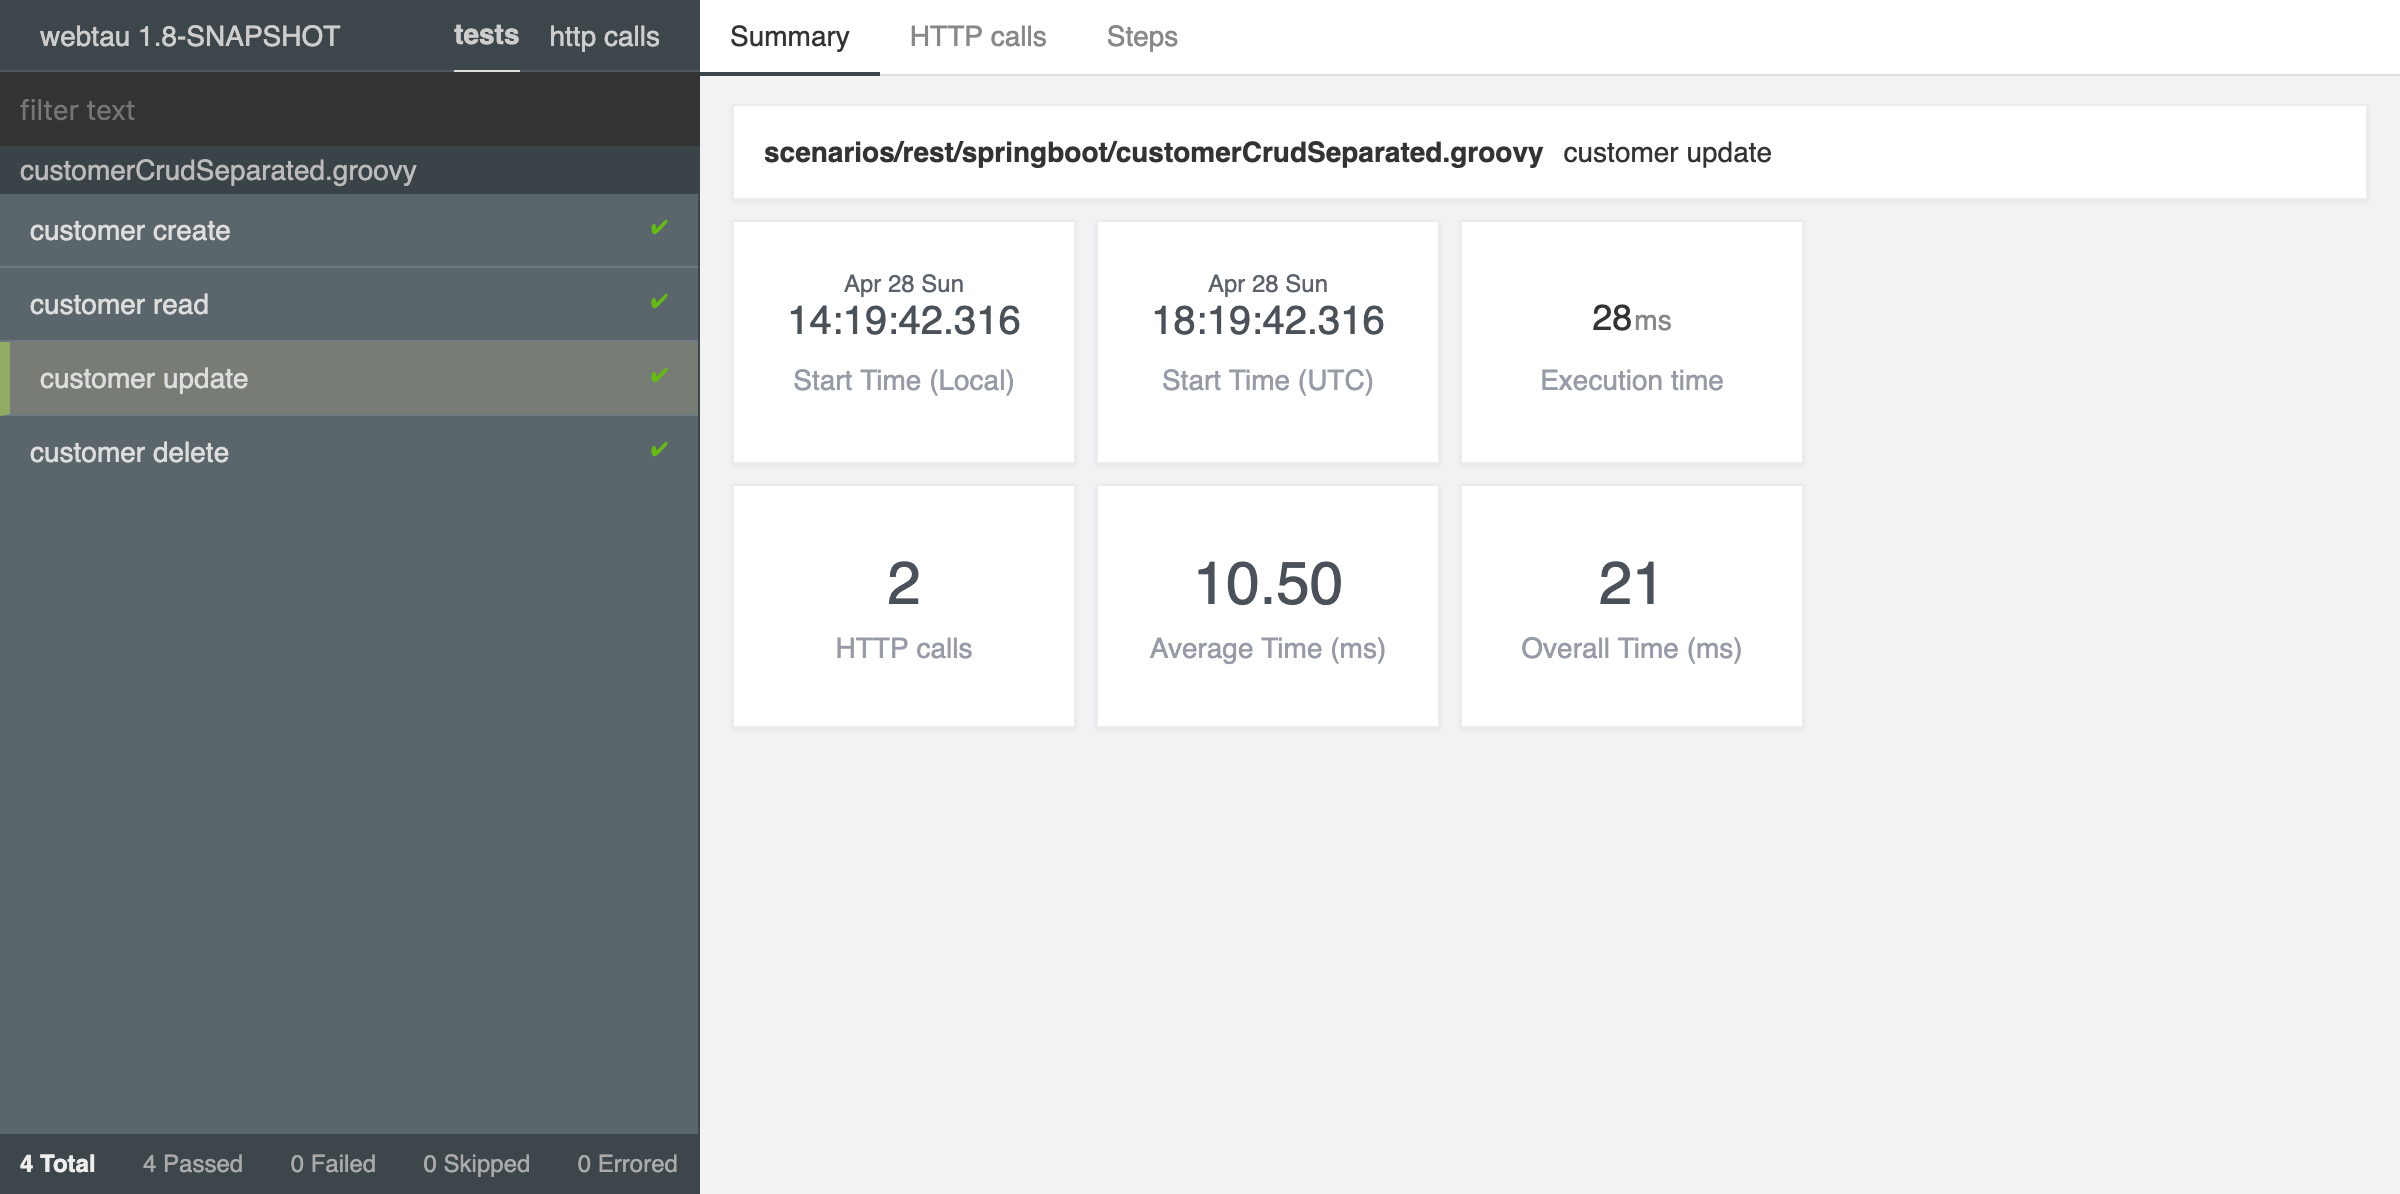 webtau 1.8-SNAPSHOT tests http calls
filter text
customerCrudSeparated.groovy
customer create
customer read
customer update
customer delete
4 Total 4 Passed 0 Failed 0 Skipped 0 Errored
Summary HTTP calls Steps
scenarios/rest/springboot/customerCrudSeparated.groovy customer update
Apr 28 Sun
14:19:42.316
Start Time (Local)
Apr 28 Sun
18:19:42.316
Start Time (UTC)
28ms
Execution time
2
HTTP calls
10.50
Average Time (ms)
21
Overall Time (ms)